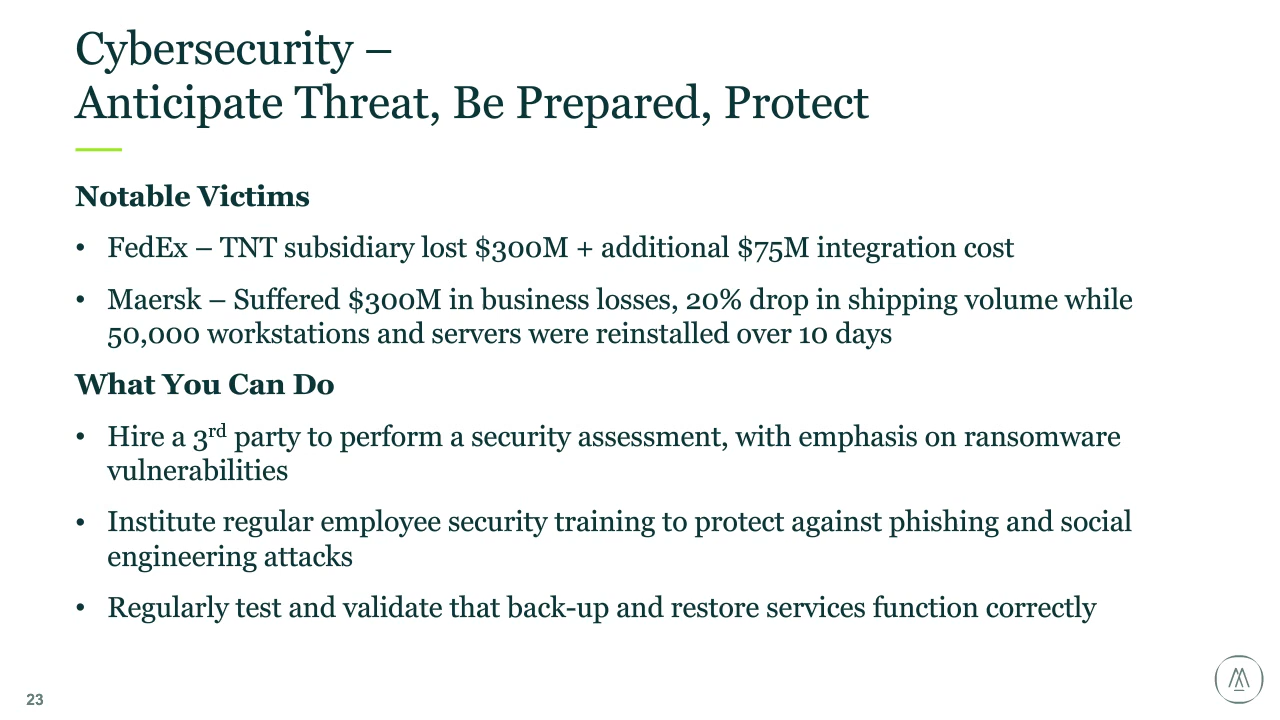 Cybersecurity –
Anticipate Threat, Be Prepared, Protect
Notable Victims
• FedEx – TNT subsidiary lost $300M + additional $75M integration cost
• Maersk – Suffered $300M in business losses, 20% drop in shipping volume while
50,000 workstations and servers were reinstalled over 10 days
What You Can Do
• Hire a 3rd party to perform a security assessment, with emphasis on ransomware
vulnerabilities
• Institute regular employee security training to protect against phishing and social
engineering attacks
• Regularly test and validate that back-up and restore services function correctly
23